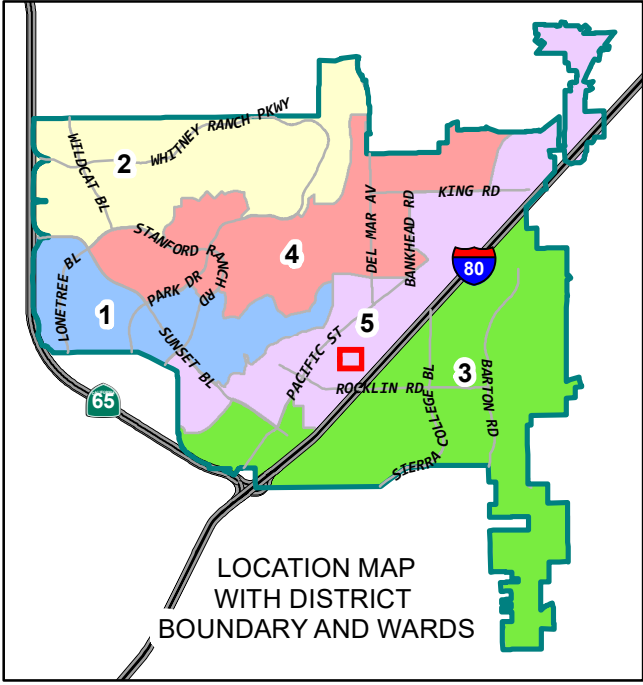 WHITNEY RANCH PKWY
WILDCAT BL
2
KING RD
STANFORD RANCH RD
DEL MAR AV
BANKHEAD RD
4
LONETREE BL
80
PARK DR
1
5
SUNSET BL
PACIFIC ST
ROCKLIN RD
3
BARTON RD
SIERRA COLLEGE BL
65
LOCATION MAP
WITH DISTRICT
BOUNDARY AND WARDS